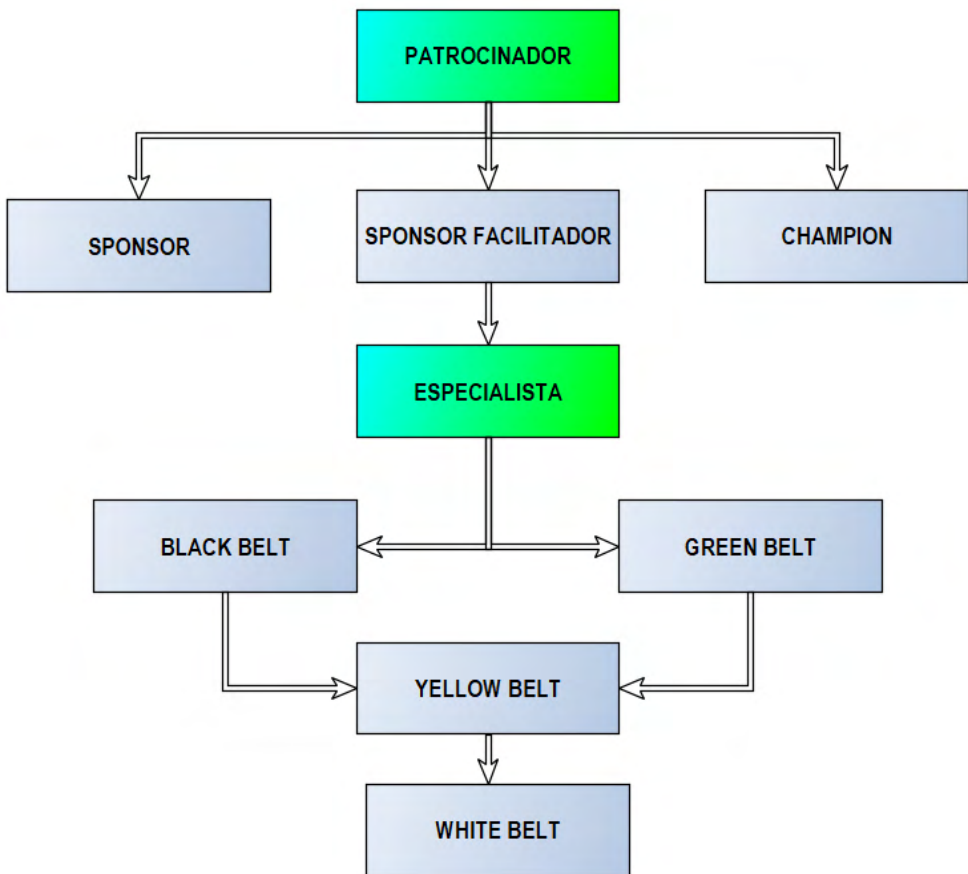 PATROCINADOR
SPONSOR
SPONSOR FACILITADOR
CHAMPION
ESPECIALISTA
BLACK BELT
GREEN BELT
YELLOW BELT
WHITE BELT